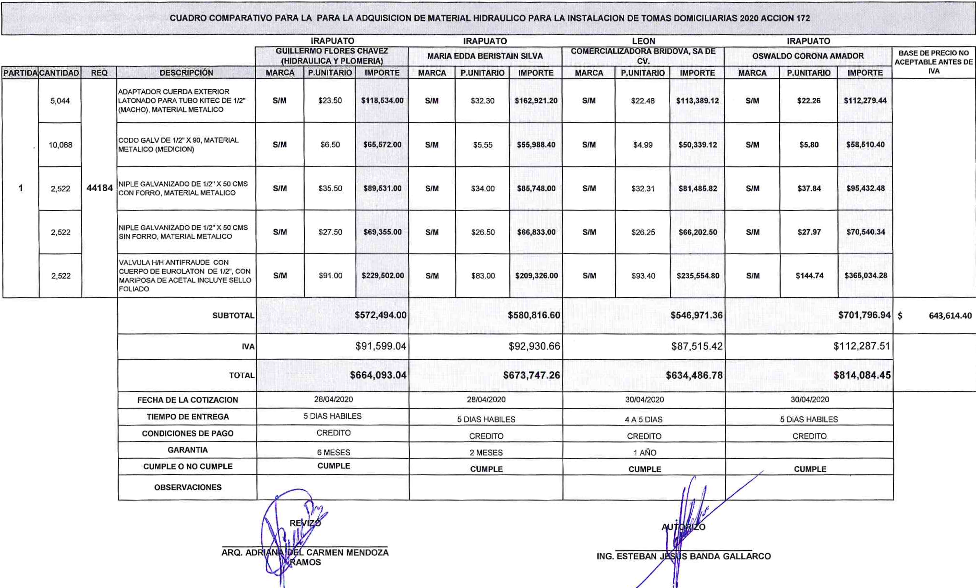 CUADRO COMPARATIVO PARA LA PARA LA ADQUISICION DE MATERIAL HIDRAULICO PARA LA INSTALACION DE TOMAS DOMICILIARIAS 2020 ACCION 172
IRAPUATO IRAPUATO LEON IRAPUATO
GUILLERMO FLORES CHAVEZ (HIDRAULICA Y PLOMERIA) MARIA EDDA BERISTAIN SILVA COMERCIALIZADORA BRIDOVA, SA DE CV. OSWALDO CORONA AMADOR BASE DE PRECIO NO ACEPTABLE ANTES DE IVA
PARTIDA CANTIDAD REQ DESCRIPCIÓN MARCA P.UNITARIO IMPORTE MARCA P.UNITARIO IMPORTE MARCA P.UNITARIO IMPORTE MARCA P.UNITARIO IMPORTE
1 44184
5,044 ADAPTADOR CUERDA EXTERIOR LATONADO PARA TUBO KITEC DE 1/2" (MACHO), MATERIAL METALICO S/M $23.50 $118,534.00 S/M $32.30 $162,921.20 S/M $22.48 $113,389.12 S/M $22.26 $112,279.44
10,088 CODO GALV DE 1/2" X 90, MATERIAL METALICO (MEDICION) S/M $6.50 $65,572.00 S/M $5.55 $55,988.40 S/M $4.99 $50,339.12 S/M $5.80 $58,510.40
2,522 NIPLE GALVANIZADO DE 1/2" X 50 CMS CON FORRO, MATERIAL METALICO S/M $35.50 $89,531.00 S/M $34.00 $85,748.00 S/M $32.31 $81,485.82 S/M $37.84 $95,432.48
2,522 NIPLE GALVANIZADO DE 1/2" X 50 CMS SIN FORRO, MATERIAL METALICO S/M $27.50 $69,355.00 S/M $26.50 $66,833.00 S/M $26.25 $66,202.50 S/M $27.97 $70,540.34
2,522 VALVULA H/H ANTIFRAUDE CON CUERPO DE EUROLATON DE 1/2", CON MARIPOSA DE ACETAL INCLUYE SELLO FOLIADO S/M $91.00 $229,502.00 S/M $83.00 $209,326.00 S/M $93.40 $235,554.80 S/M $144.74 $365,034.28
SUBTOTAL $572,494.00 $580,816.60 $546,971.36 $701,796.94 $ 643,614.40
IVA $91,599.04 $92,930.66 $87,515.42 $112,287.51
TOTAL $664,093.04 $673,747.26 $634,486.78 $814,084.45
FECHA DE LA COTIZACION 28/04/2020 28/04/2020 30/04/2020 30/04/2020
TIEMPO DE ENTREGA 5 DIAS HABILES 5 DIAS HABILES 4 A 5 DIAS 5 DIAS HABILES
CONDICIONES DE PAGO CREDITO CREDITO CREDITO CREDITO
GARANTIA 6 MESES 2 MESES 1 AÑO
CUMPLE O NO CUMPLE CUMPLE CUMPLE CUMPLE CUMPLE
OBSERVACIONES
REVIZÓ AUTORIZO
ARQ. ADRIANA DEL CARMEN MENDOZA RAMOS
ING. ESTEBAN JESUS BANDA GALLARCO